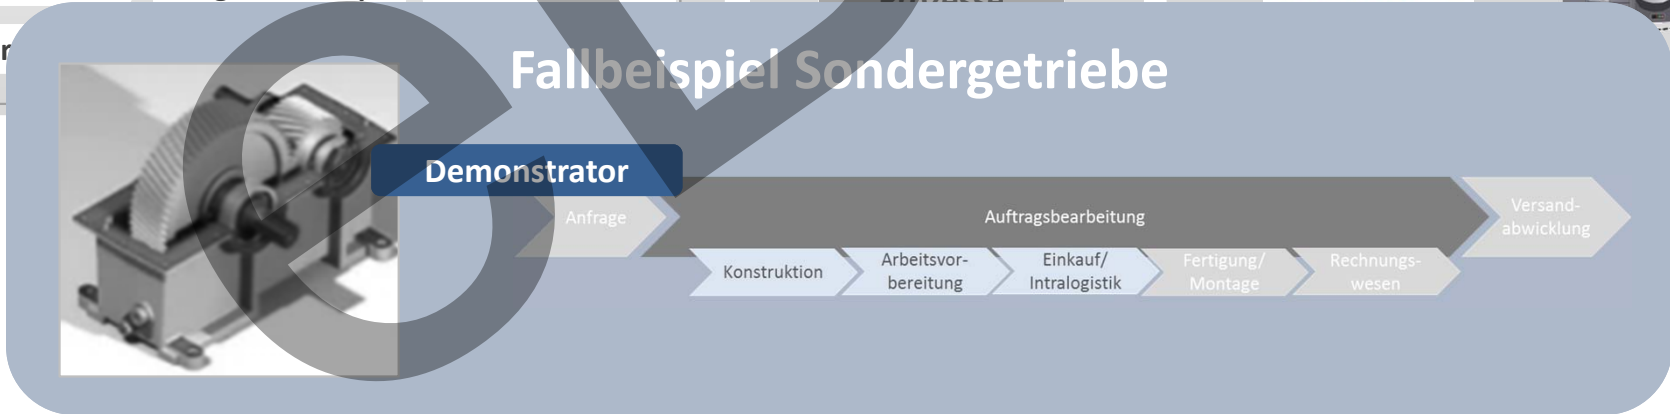 Fallbeispiel Sondergetriebe
Demonstrator
Anfrage
Auftragsbearbeitung
Versand-
abwicklung
Konstruktion
Arbeitsvor-
bereitung
Einkauf/
Intralogistik
Fertigung/
Montage
Rechnungs-
wesen